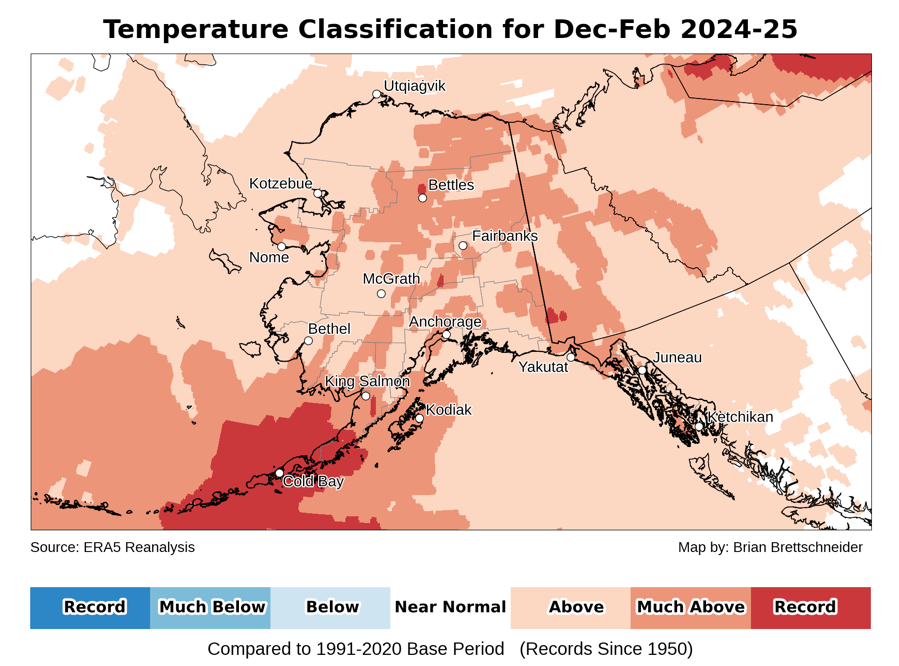 Temperature Classification for Dec-Feb 2024-25
Utqiaġvik
Kotzebue
Bettles
Fairbanks
Nome
McGrath
Bethel
Anchorage
Yakutat
Juneau
King Salmon
Kodiak
Ketchikan
Cold Bay
Source: ERA5 Reanalysis
Map by: Brian Brettschneider
Record Much Below Below Near Normal Above Much Above Record
Compared to 1991-2020 Base Period (Records Since 1950)